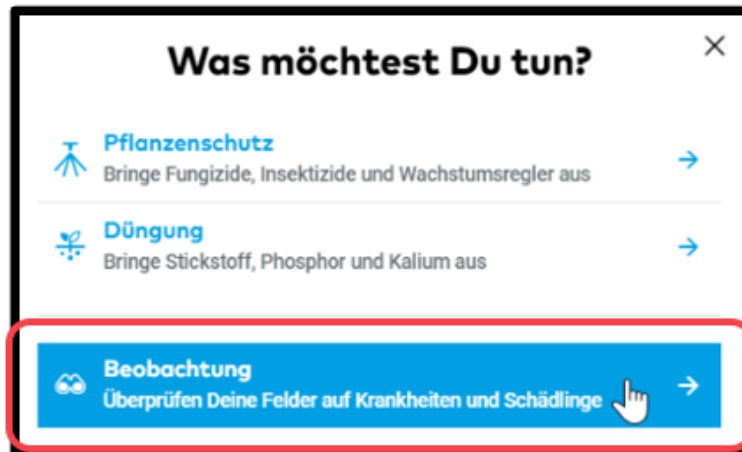 Was möchtest Du tun?
Pflanzenschutz
Bringe Fungizide, Insektizide und Wachstumsregler aus
Düngung
Bringe Stickstoff, Phosphor und Kalium aus
Beobachtung
Überprüfen Deine Felder auf Krankheiten und Schädlinge